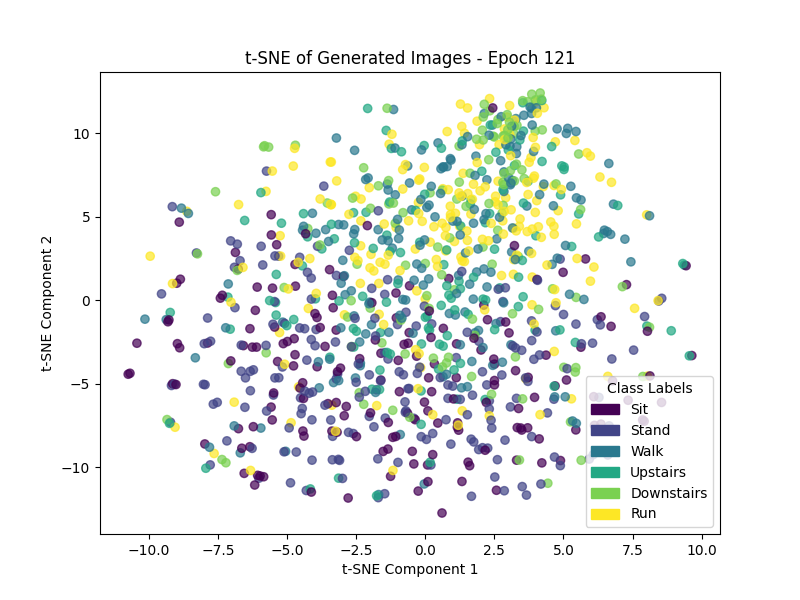 t-SNE of Generated Images - Epoch 121
t-SNE Component 2
10
5
0
−5
−10
Class Labels
Sit
Stand
Walk
Upstairs
Downstairs
Run
−10.0 −7.5 −5.0 −2.5 0.0 2.5 5.0 7.5 10.0
t-SNE Component 1